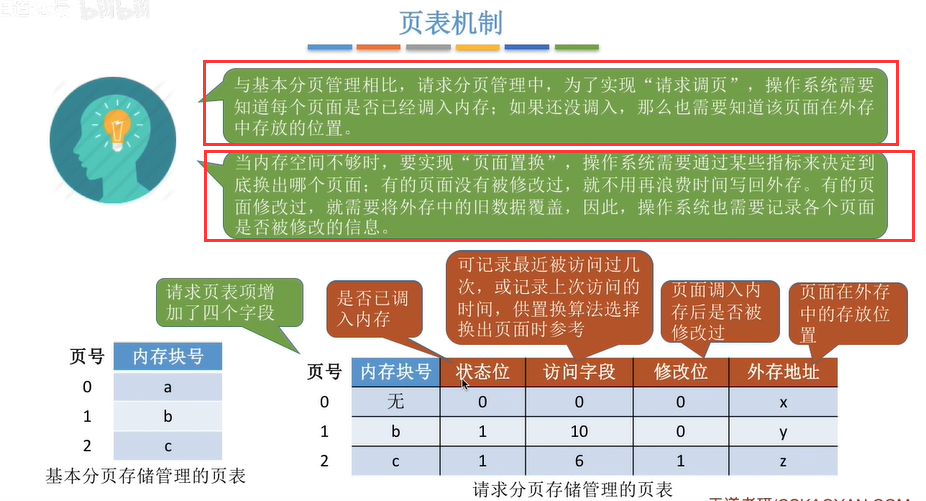 页表机制
与基本分页管理相比，请求分页管理中，为了实现“请求调页”，操作系统需要
知道每个页面是否已经调入内存；如果还没调入，那么也需要知道该页面在外存
中存放的位置。
当内存空间不够时，要实现“页面置换”，操作系统需要通过某些指标来决定到
底换出哪个页面；有的页面没有被修改过，就不用再浪费时间写回外存。有的页
面修改过，就需要将外存中的旧数据覆盖，因此，操作系统也需要记录各个页面
是否被修改的信息。
请求页表项增
加了四个字段
是否已调
入内存
可记录最近被访问过几
次，或记录上次访问的
时间，供置换算法选择
换出页面时参考
页面调入内
存后是否被
修改过
页面在外存
中的存放位
置
页号 内存块号
0 a
1 b
2 c
基本分页存储管理的页表
页号 内存块号 状态位 访问字段 修改位 外存地址
0 无 0 0 0 x
1 b 1 10 0 y
2 c 1 6 1 z
请求分页存储管理的页表